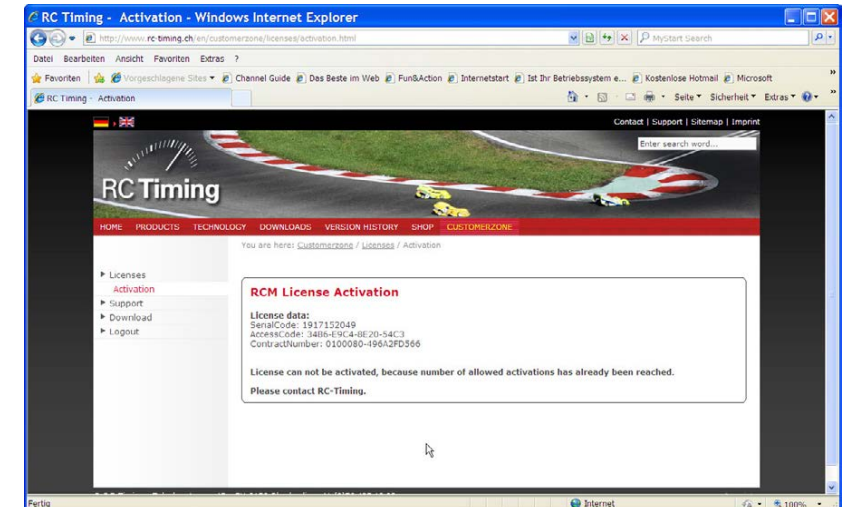 RC Timing - Activation - Windows Internet Explorer
http://www.rc-timing.ch/en/customerzone/licenses/activation.html
MyStart Search
Datei Bearbeiten Ansicht Favoriten Extras ?
Favoriten Vorgeschlagene Sites Channel Guide Das Beste im Web Fun&Action Internetstart Ist Ihr Betriebssystem e... Kostenlose Hotmail Microsoft
RC Timing - Activation
Seite Sicherheit Extras
Contact | Support | Sitemap | Imprint
Enter search word...
RC Timing
HOME PRODUCTS TECHNOLOGY DOWNLOADS VERSION HISTORY SHOP CUSTOMERZONE
You are here: Customerzone / Licenses / Activation
Licenses
Activation
Support
Download
Logout
RCM License Activation
License data:
SerialCode: 1917152049
AccessCode: 34B6-E9C4-8E20-54C3
ContractNumber: 0100080-496A2FD566
License can not be activated, because number of allowed activations has already been reached.
Please contact RC-Timing.
Fertig
Internet
100%